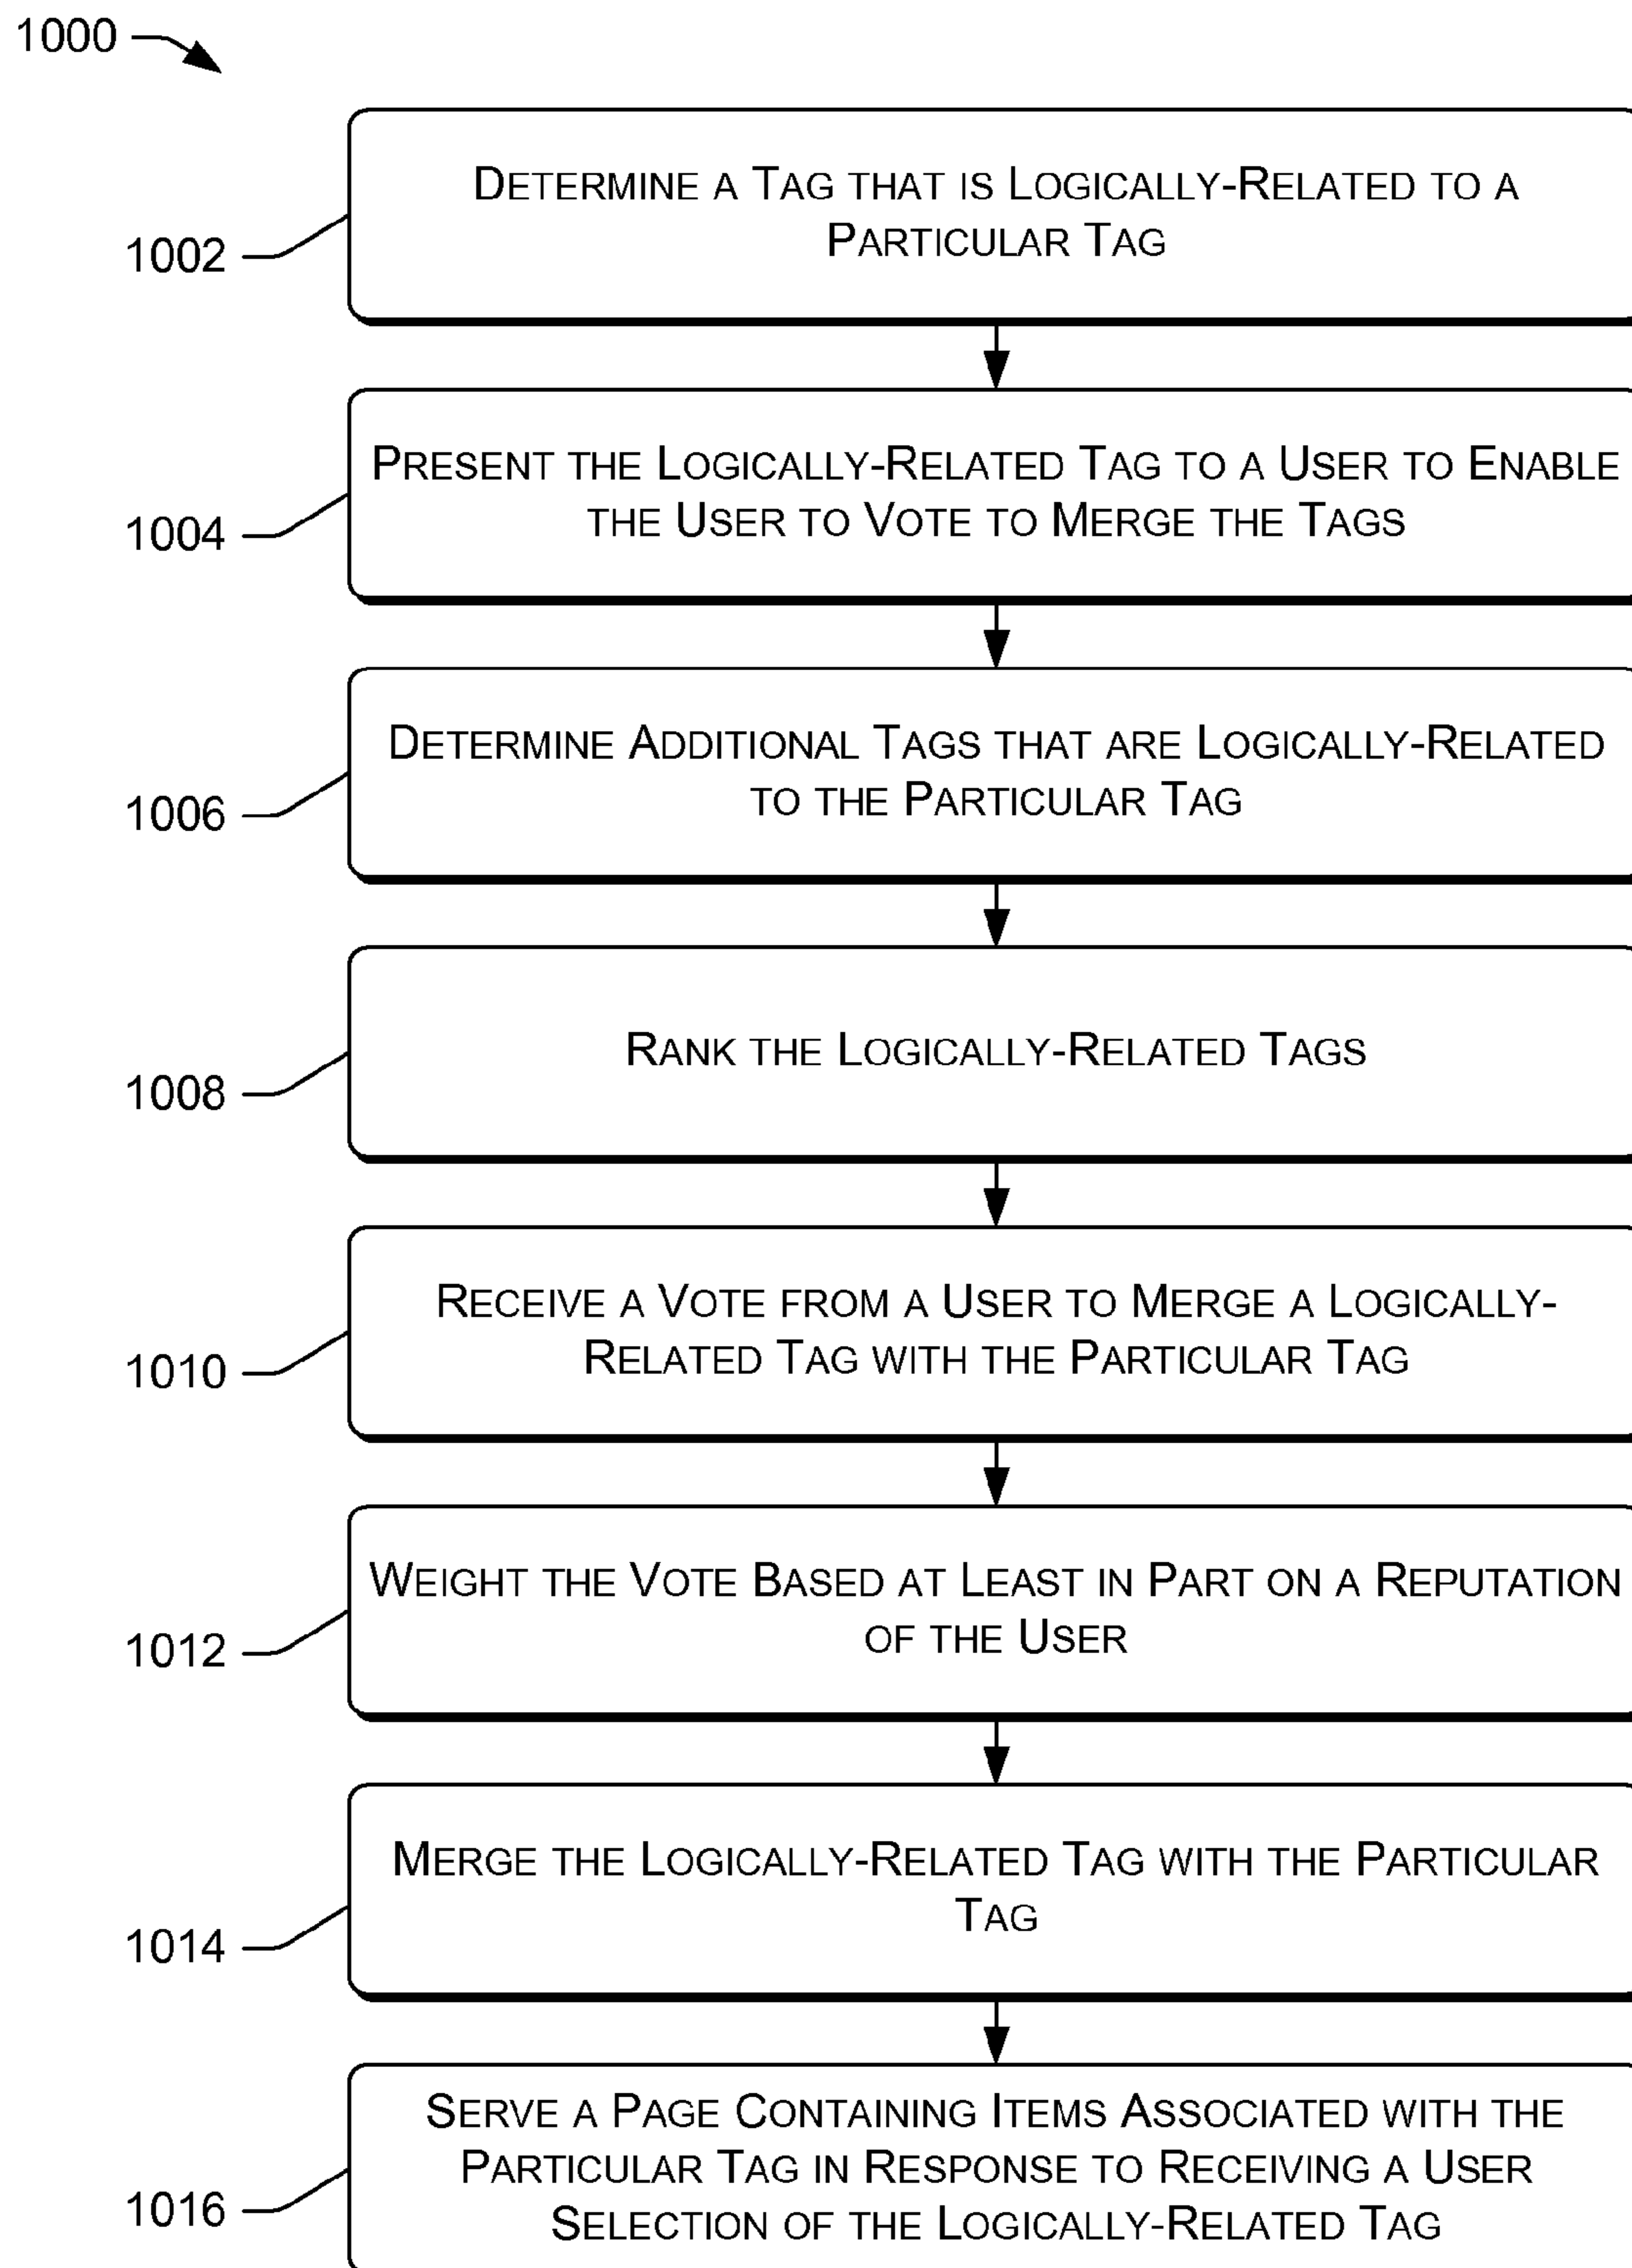 1000
DETERMINE A TAG THAT IS LOGICALLY-RELATED TO A
PARTICULAR TAG
1002
PRESENT THE LOGICALLY-RELATED TAG TO A USER TO ENABLE
THE USER TO VOTE TO MERGE THE TAGS
1004
DETERMINE ADDITIONAL TAGS THAT ARE LOGICALLY-RELATED
TO THE PARTICULAR TAG
1006
RANK THE LOGICALLY-RELATED TAGS
1008
RECEIVE A VOTE FROM A USER TO MERGE A LOGICALLY-
RELATED TAG WITH THE PARTICULAR TAG
1010
WEIGHT THE VOTE BASED AT LEAST IN PART ON A REPUTATION
OF THE USER
1012
MERGE THE LOGICALLY-RELATED TAG WITH THE PARTICULAR
TAG
1014
SERVE A PAGE CONTAINING ITEMS ASSOCIATED WITH THE
PARTICULAR TAG IN RESPONSE TO RECEIVING A USER
SELECTION OF THE LOGICALLY-RELATED TAG
1016